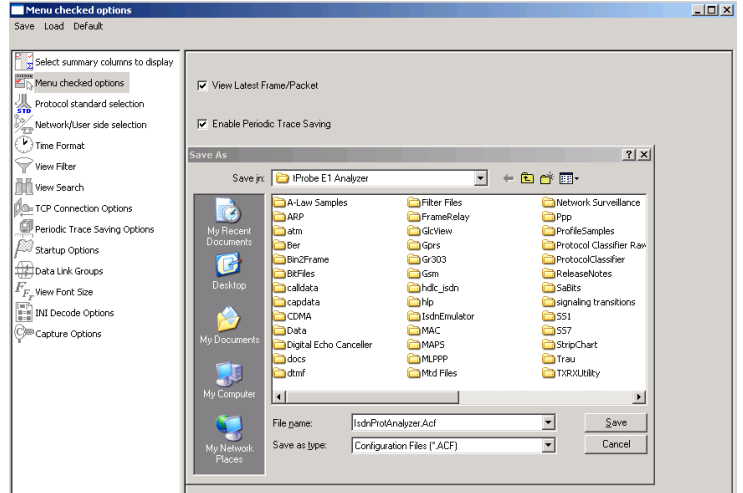 Menu checked options
Save Load Default
Select summary columns to display
Menu checked options
Protocol standard selection
Network/User side selection
Time Format
View Filter
View Search
TCP Connection Options
Periodic Trace Saving Options
Startup Options
Data Link Groups
View Font Size
INI Decode Options
Capture Options
View Latest Frame/Packet
Enable Periodic Trace Saving
Save As
Save in: tProbe E1 Analyzer
My Recent Documents
Desktop
My Documents
My Computer
My Network Places
A-Law Samples
ARP
atm
Ber
Bin2Frame
BitFiles
calldata
capdata
CDMA
Data
Digital Echo Canceller
docs
dtmf
Filter Files
FrameRelay
GlcView
Gprs
Gr303
Gsm
hdlc_isdn
hlp
IsdnEmulator
MAC
MAPS
MLPPP
Mtd Files
Network Surveillance
Ppp
ProfileSamples
Protocol Classifier Raw
ProtocolClassifier
ReleaseNotes
SaBits
signaling transitions
SS1
SS7
StripChart
Trau
TXRXUtility
File name: IsdnProtAnalyzer.Acf Save
Save as type: Configuration Files (*.ACF) Cancel